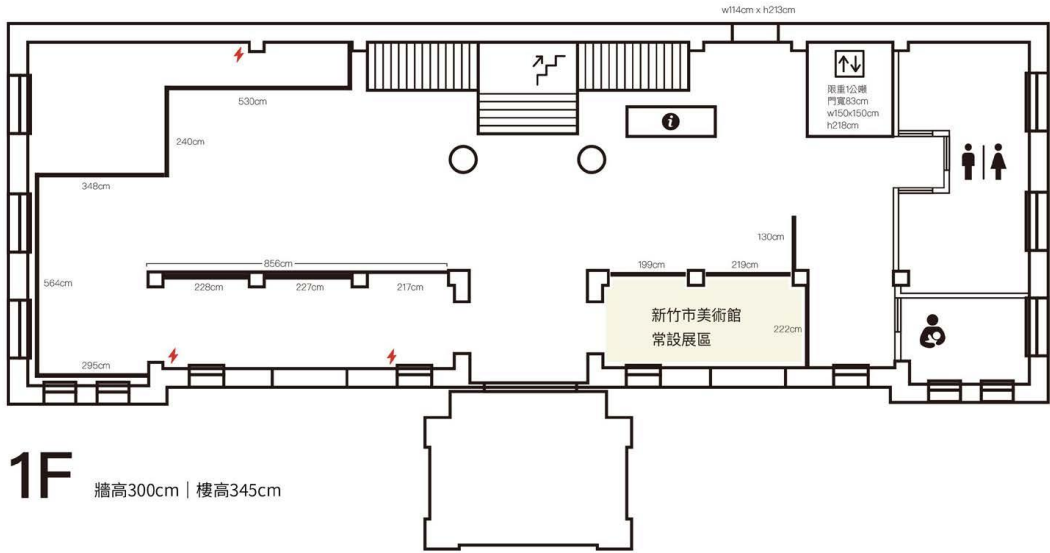 w114cm x h213cm
530cm
限重1公噸
門寬83cm
w150x150cm
h218cm
240cm
348cm
130cm
856cm
199cm
219cm
564cm
228cm
227cm
217cm
新竹市美術館
常設展區
222cm
295cm
1F
牆高300cm｜樓高345cm